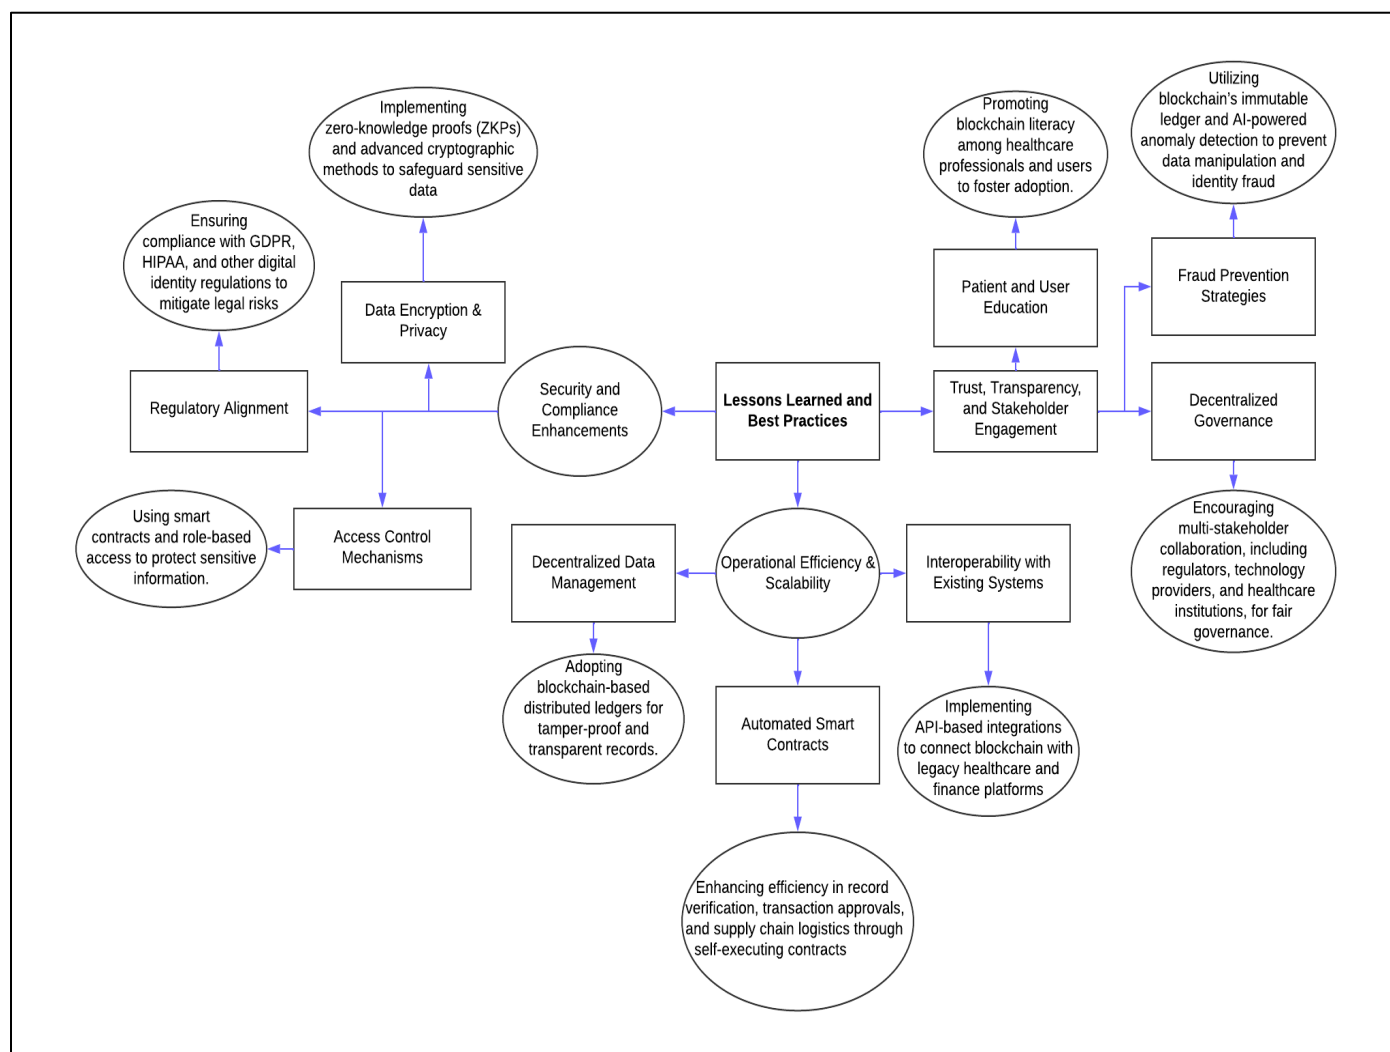 Utilizing
blockchain’s immutable
ledger and AI-powered
anomaly detection to prevent
data manipulation and
identity fraud
Promoting
blockchain literacy
among healthcare
professionals and users
to foster adoption.
Implementing
zero-knowledge proofs (ZKPs)
and advanced cryptographic
methods to safeguard sensitive
data
Ensuring
compliance with GDPR,
HIPAA, and other digital
identity regulations to
mitigate legal risks
Data Encryption &
Privacy
Patient and User
Education
Fraud Prevention
Strategies
Regulatory Alignment
Security and
Compliance
Enhancements
Lessons Learned and
Best Practices
Trust, Transparency,
and Stakeholder
Engagement
Decentralized
Governance
Using smart
contracts and role-based
access to protect sensitive
information.
Access Control
Mechanisms
Decentralized Data
Management
Operational Efficiency &
Scalability
Interoperability with
Existing Systems
Encouraging
multi-stakeholder
collaboration, including
regulators, technology
providers, and healthcare
institutions, for fair
governance.
Adopting
blockchain-based
distributed ledgers for
tamper-proof and
transparent records.
Automated Smart
Contracts
Implementing
API-based integrations
to connect blockchain with
legacy healthcare and
finance platforms
Enhancing efficiency in record
verification, transaction approvals,
and supply chain logistics through
self-executing contracts